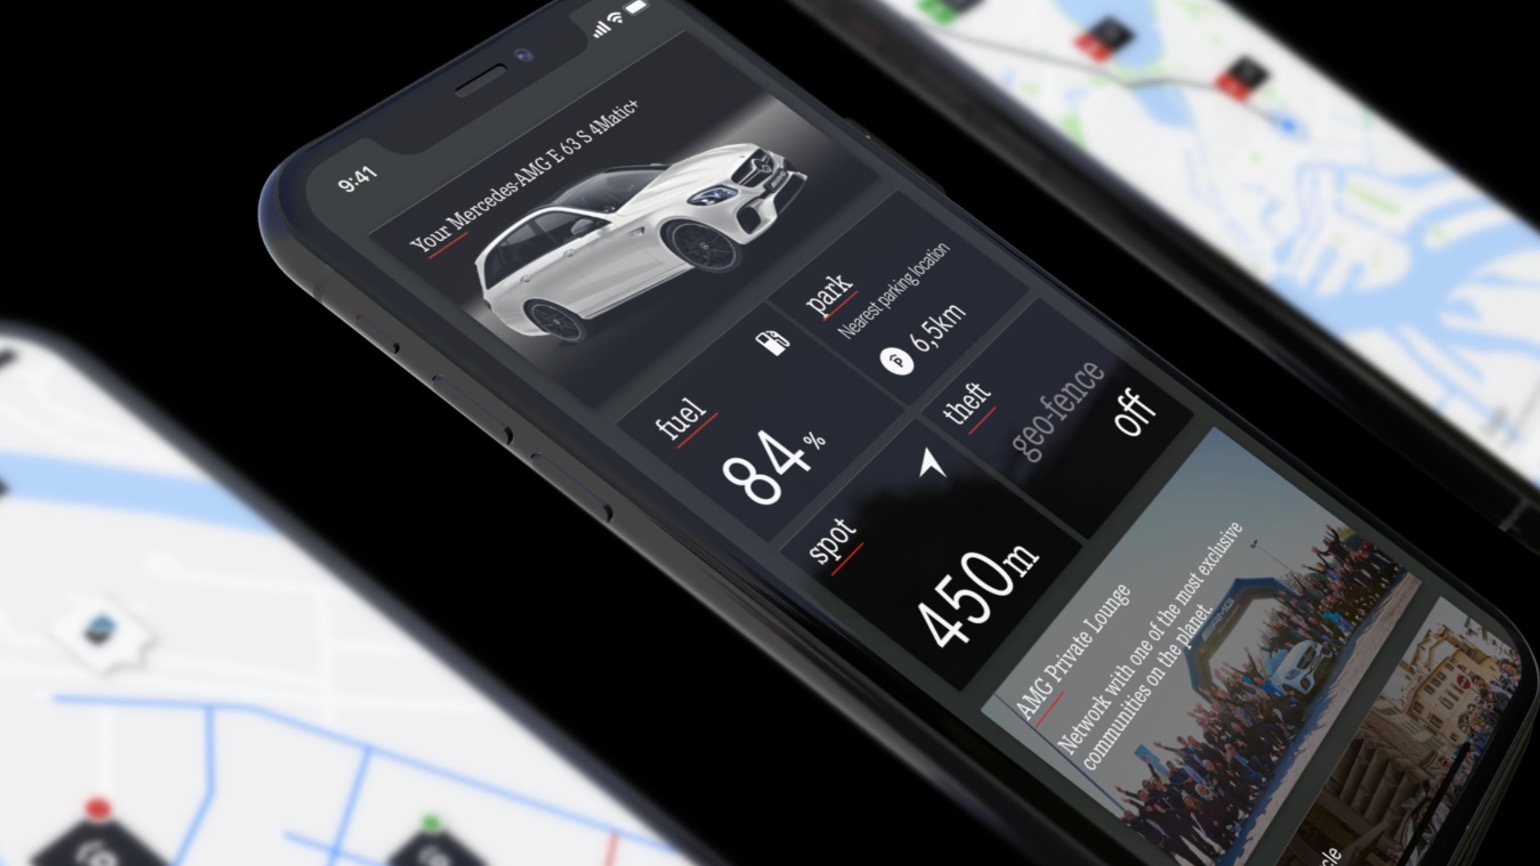 9:41
Your Mercedes-AMG E 63 S 4Matic+
fuel
84%
park
Nearest parking location
6,5km
spot
450m
theft
geo-fence
off
AMG Private Lounge
Network with one of the most exclusive
communities on the planet.
AMG